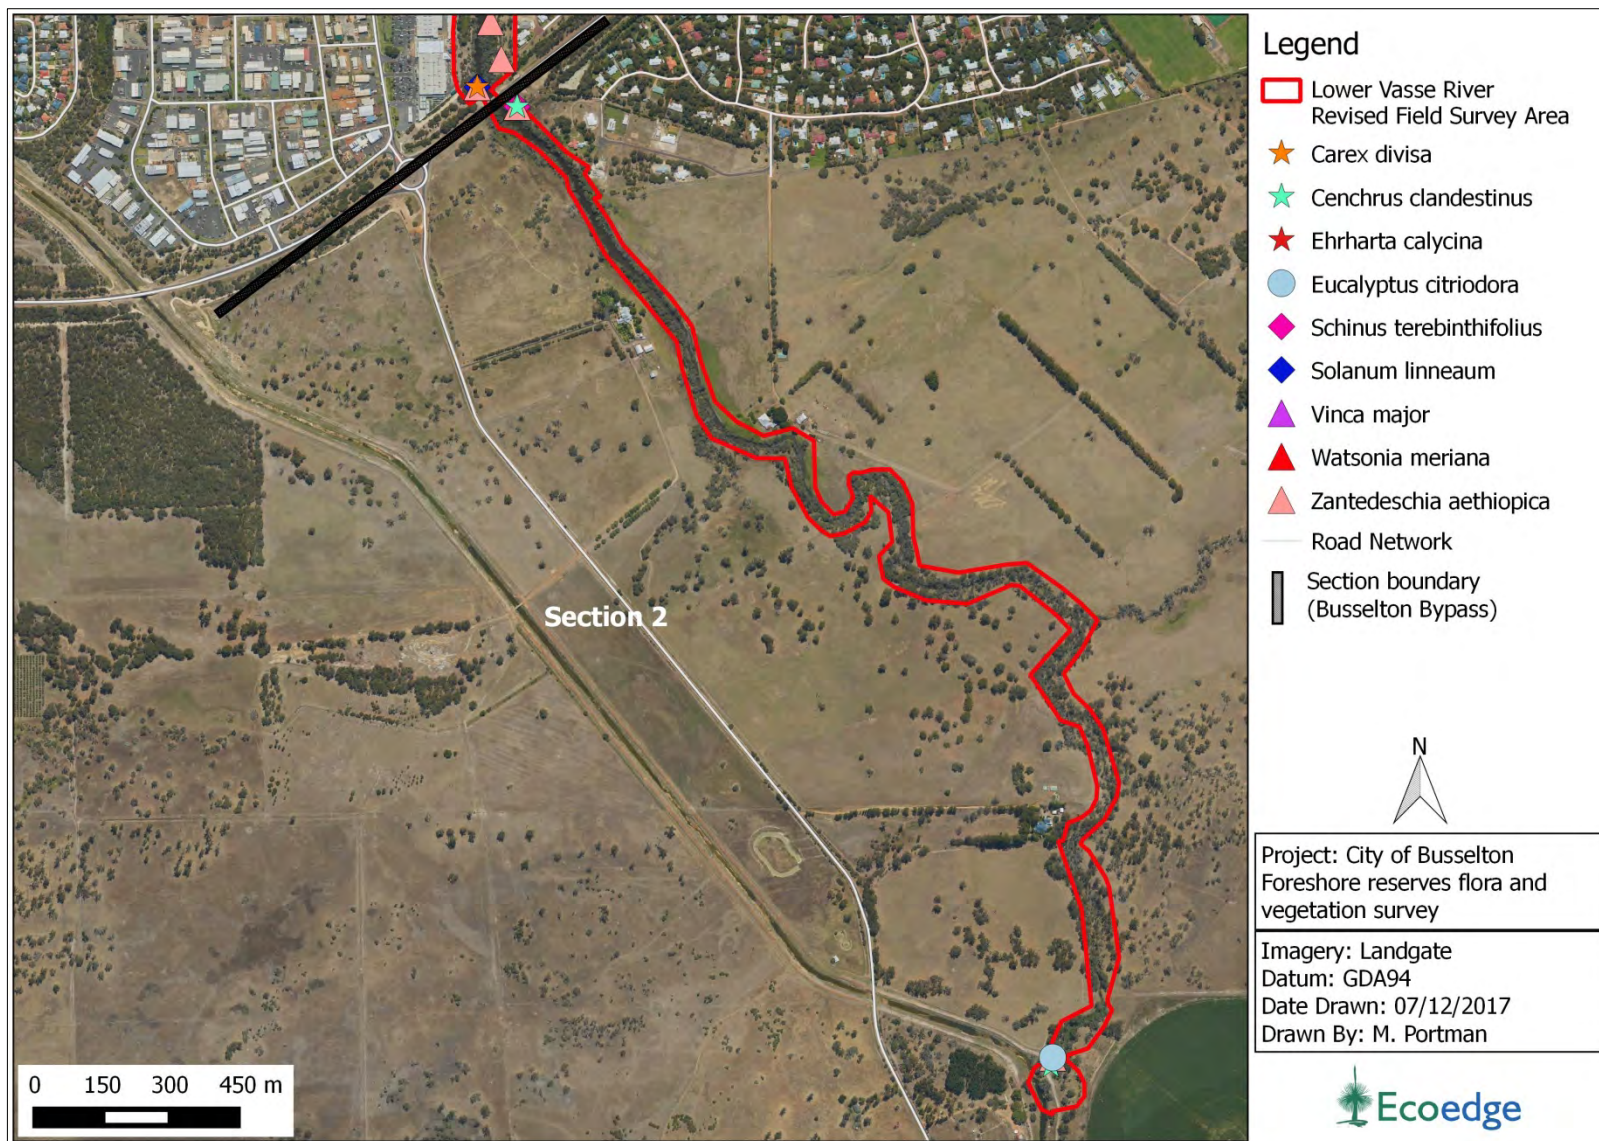 Section 2
0 150 300 450 m
Legend
Lower Vasse River
Revised Field Survey Area
Carex divisa
Cenchrus clandestinus
Ehrharta calycina
Eucalyptus citriodora
Schinus terebinthifolius
Solanum linneaum
Vinca major
Watsonia meriana
Zantedeschia aethiopica
Road Network
Section boundary
(Busselton Bypass)
N
Project: City of Busselton
Foreshore reserves flora and
vegetation survey
Imagery: Landgate
Datum: GDA94
Date Drawn: 07/12/2017
Drawn By: M. Portman
Ecoedge